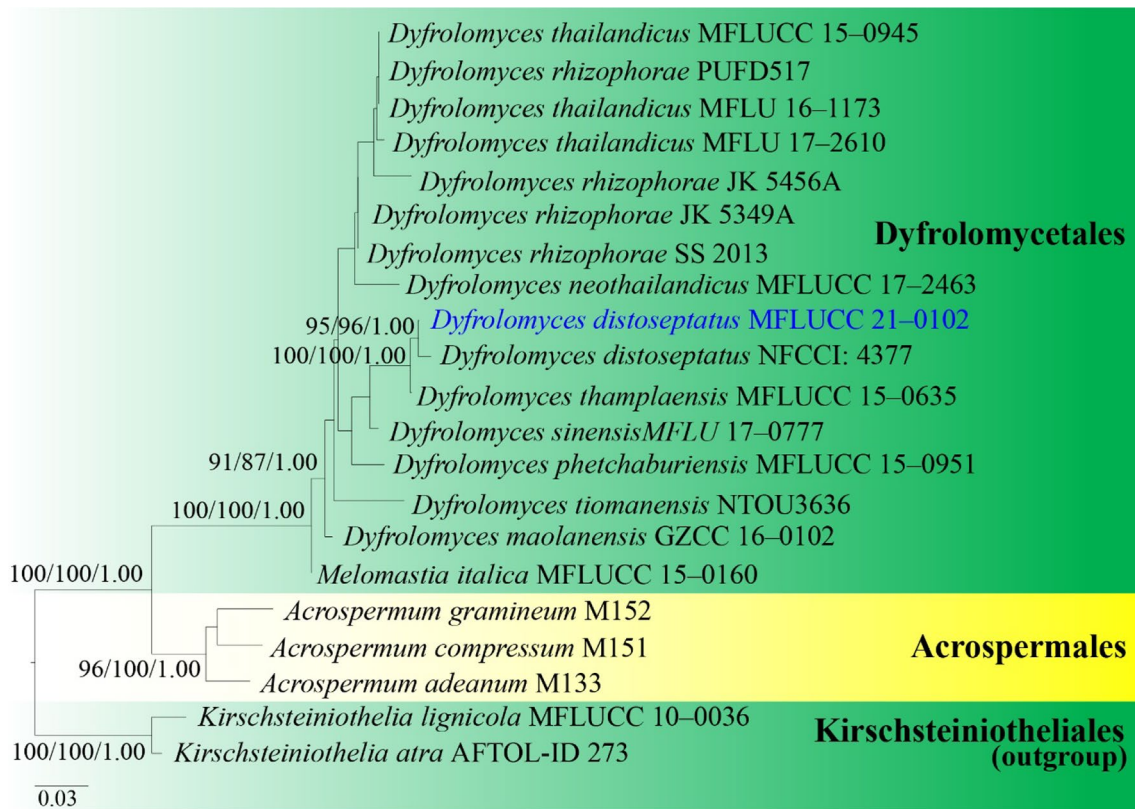 Dyfrolomyces thailandicus MFLUCC 15–0945
Dyfrolomyces rhizophorae PUFD517
Dyfrolomyces thailandicus MFLU 16–1173
Dyfrolomyces thailandicus MFLU 17–2610
Dyfrolomyces rhizophorae JK 5456A
Dyfrolomyces rhizophorae JK 5349A
Dyfrolomycetales
Dyfrolomyces rhizophorae SS 2013
Dyfrolomyces neothailandicus MFLUCC 17–2463
95/96/1.00
Dyfrolomyces distoseptatus MFLUCC 21–0102
100/100/1.00
Dyfrolomyces distoseptatus NFCCI: 4377
Dyfrolomyces thamplaensis MFLUCC 15–0635
Dyfrolomyces sinensisMFLU 17–0777
91/87/1.00
Dyfrolomyces phetchaburiensis MFLUCC 15–0951
100/100/1.00
Dyfrolomyces tiomanensis NTOU3636
Dyfrolomyces maolanensis GZCC 16–0102
100/100/1.00
Melomastia italica MFLUCC 15–0160
Acrospermum gramineum M152
Acrospermum compressum M151
Acrospermales
96/100/1.00
Acrospermum adeanum M133
Kirschsteiniothelia lignicola MFLUCC 10–0036
Kirschsteiniotheliales
(outgroup)
100/100/1.00
Kirschsteiniothelia atra AFTOL-ID 273
0.03